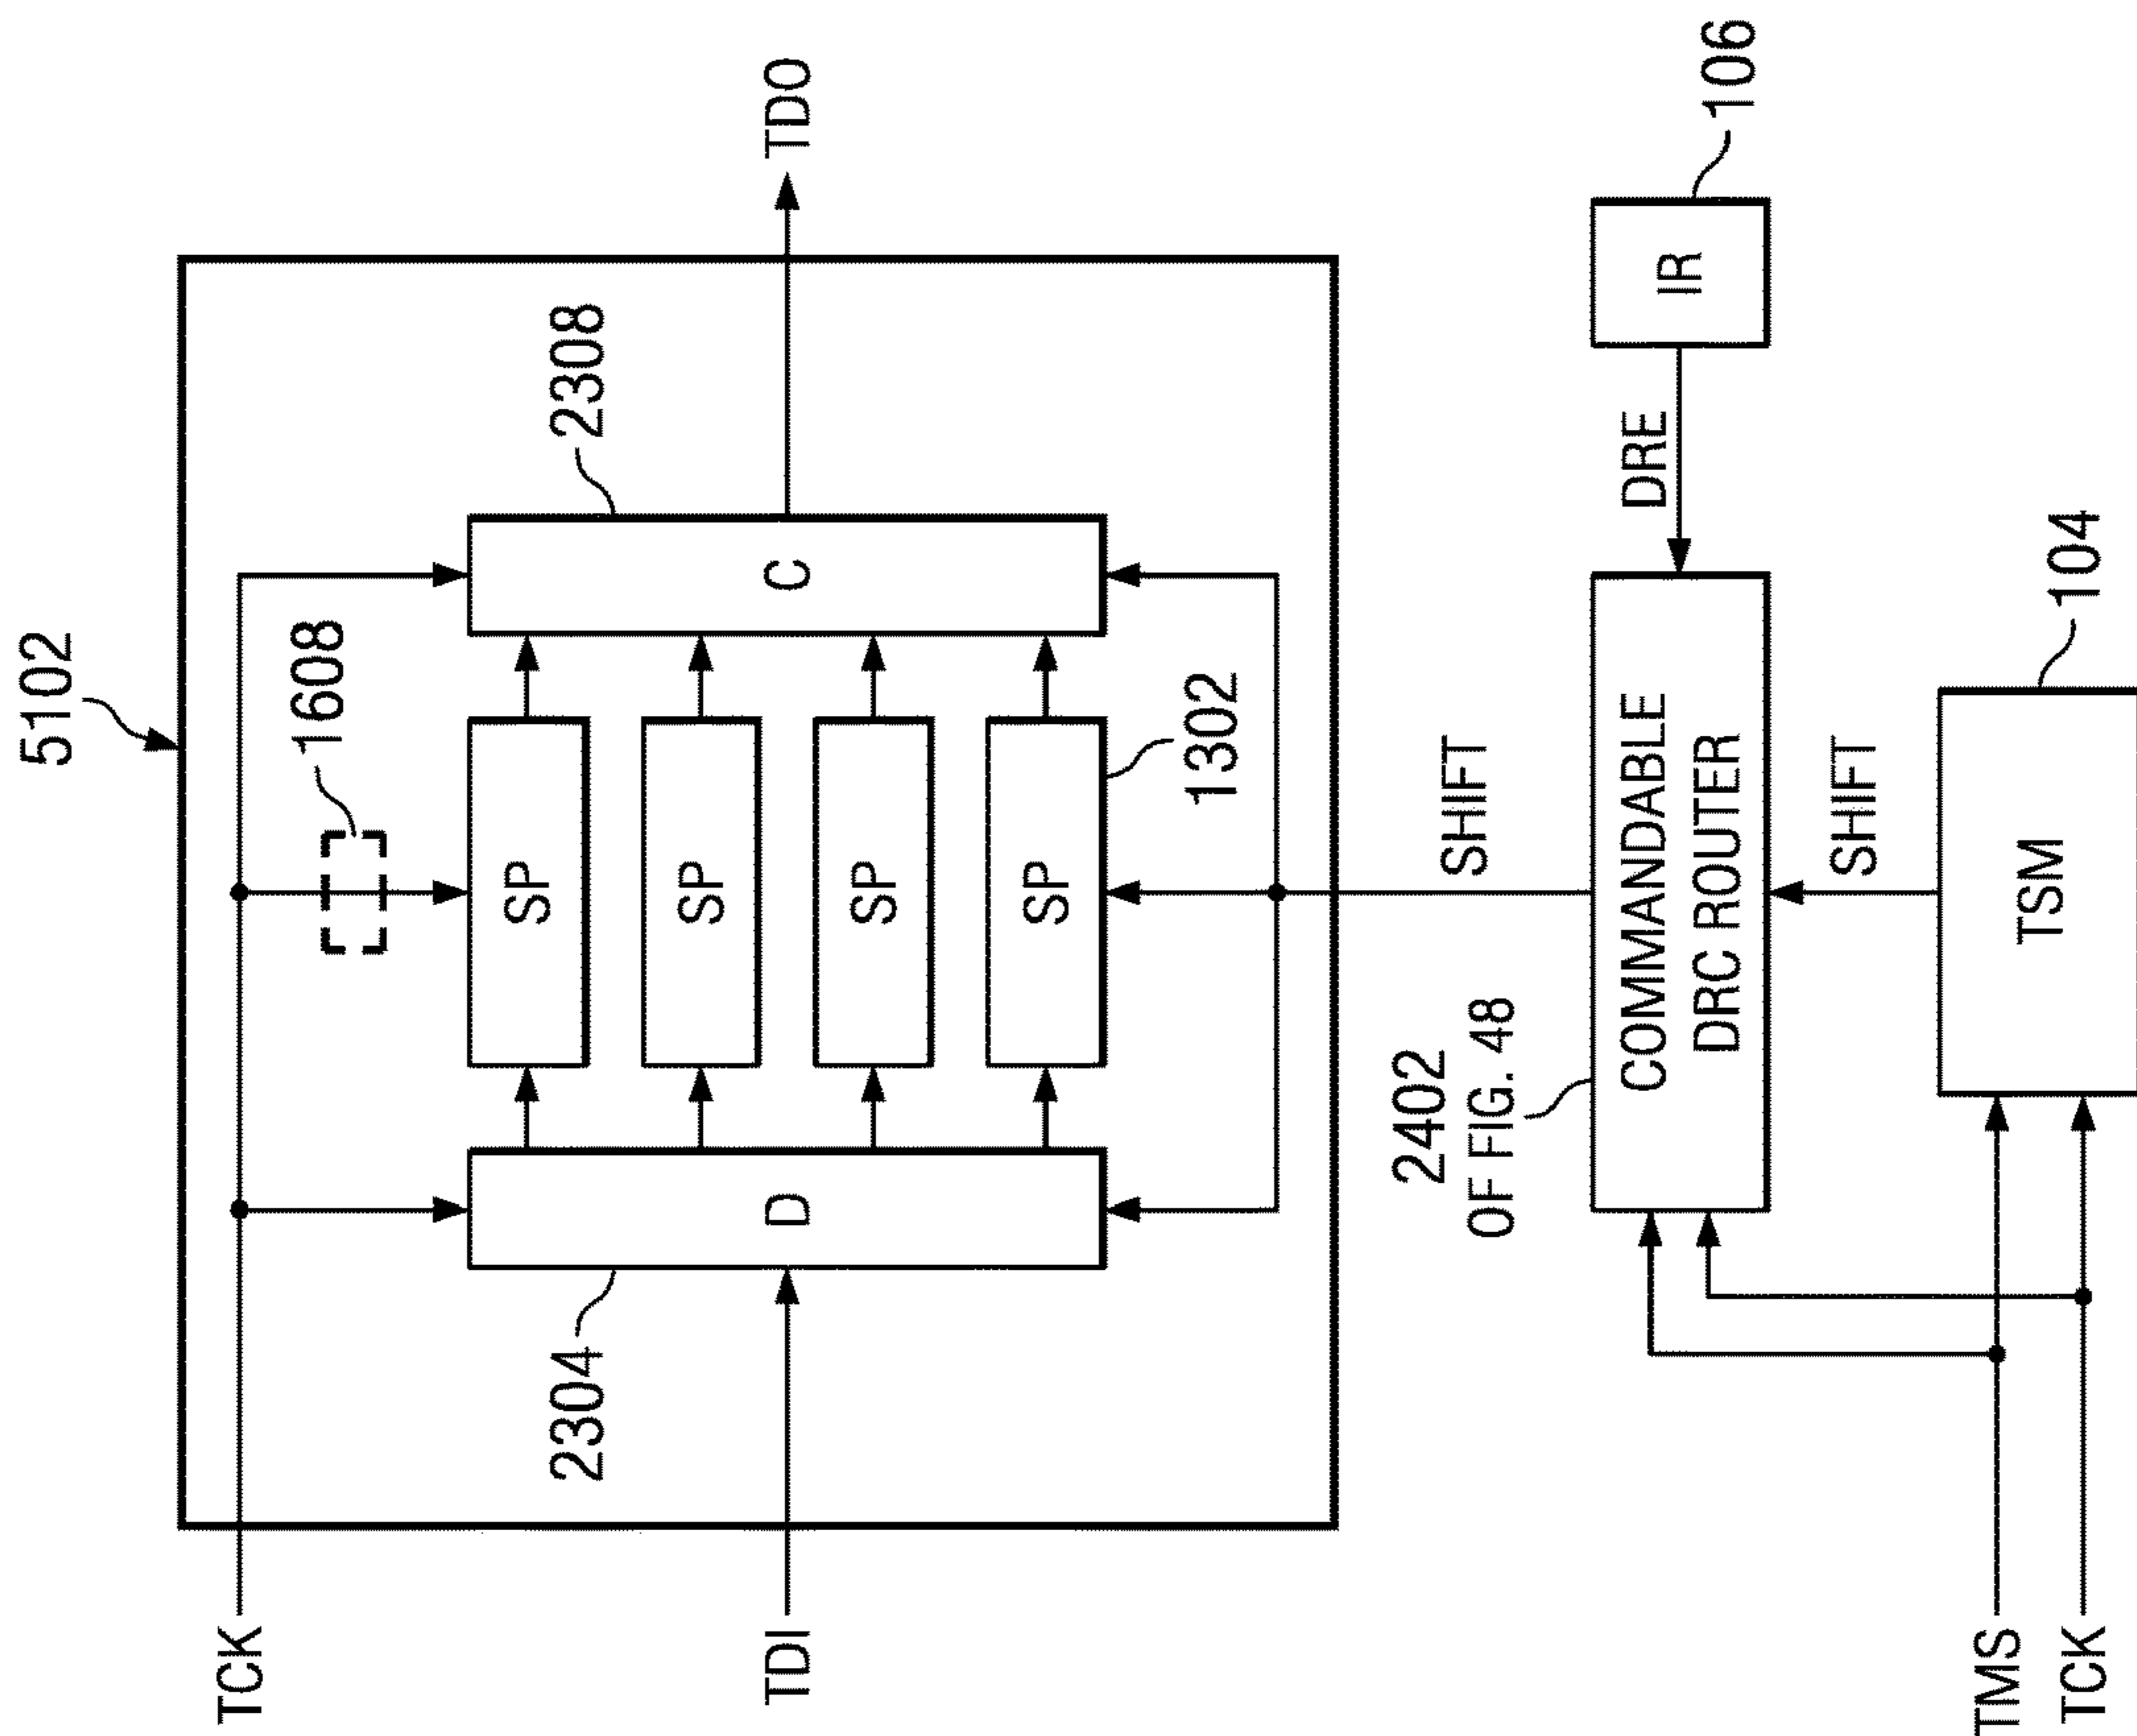 5102
TCK
1608
TDI
2304
D
SP
SP
SP
SP
1302
C
2308
TDO
SHIFT
2402
OF FIG. 48
COMMANDABLE
DRC ROUTER
DRE
IR
106
SHIFT
TSM
104
TMS
TCK